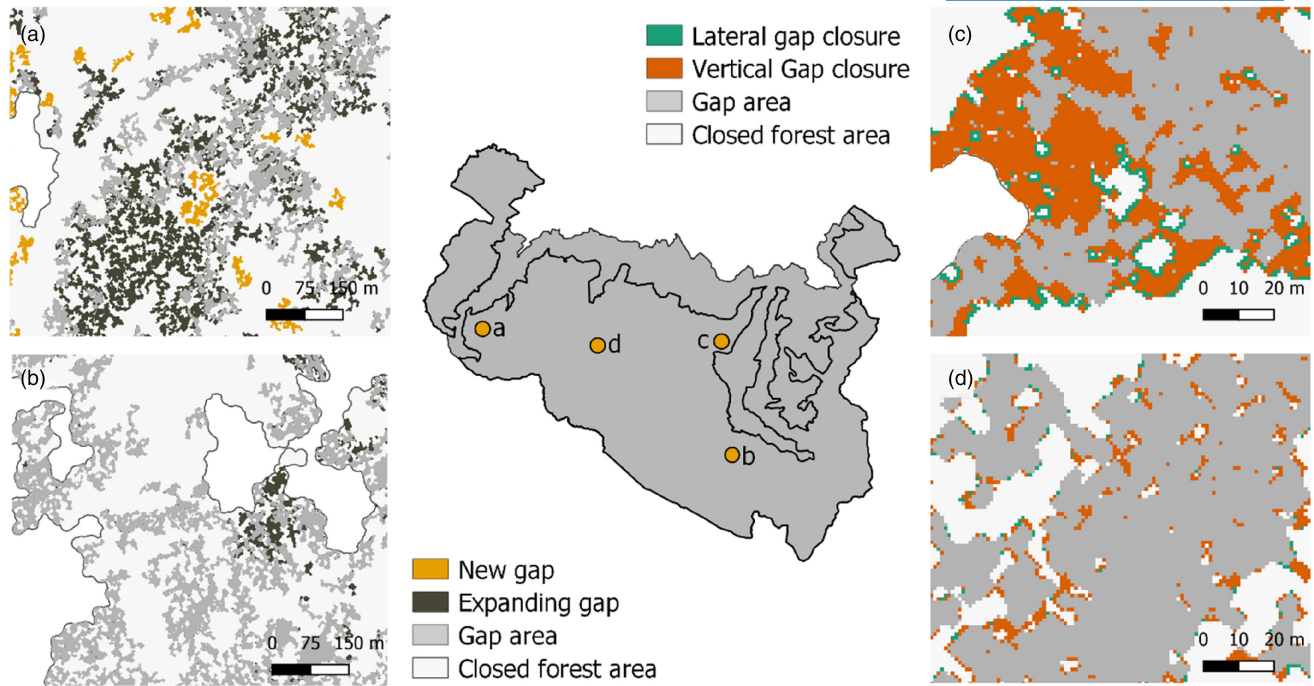 (a)
0 75 150 m
(b)
0 75 150 m
Lateral gap closure
Vertical Gap closure
Gap area
Closed forest area
a
d
c
b
New gap
Expanding gap
Gap area
Closed forest area
(c)
0 10 20 m
(d)
0 10 20 m